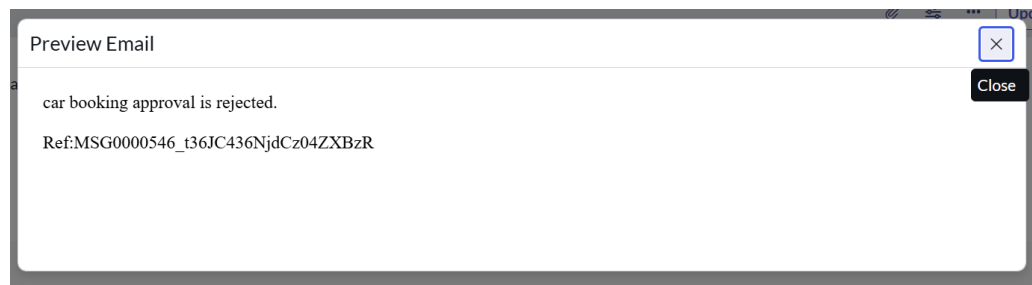 Preview Email
Close
car booking approval is rejected.
Ref:MSG0000546_t36JC436NjdCz04ZXBzR